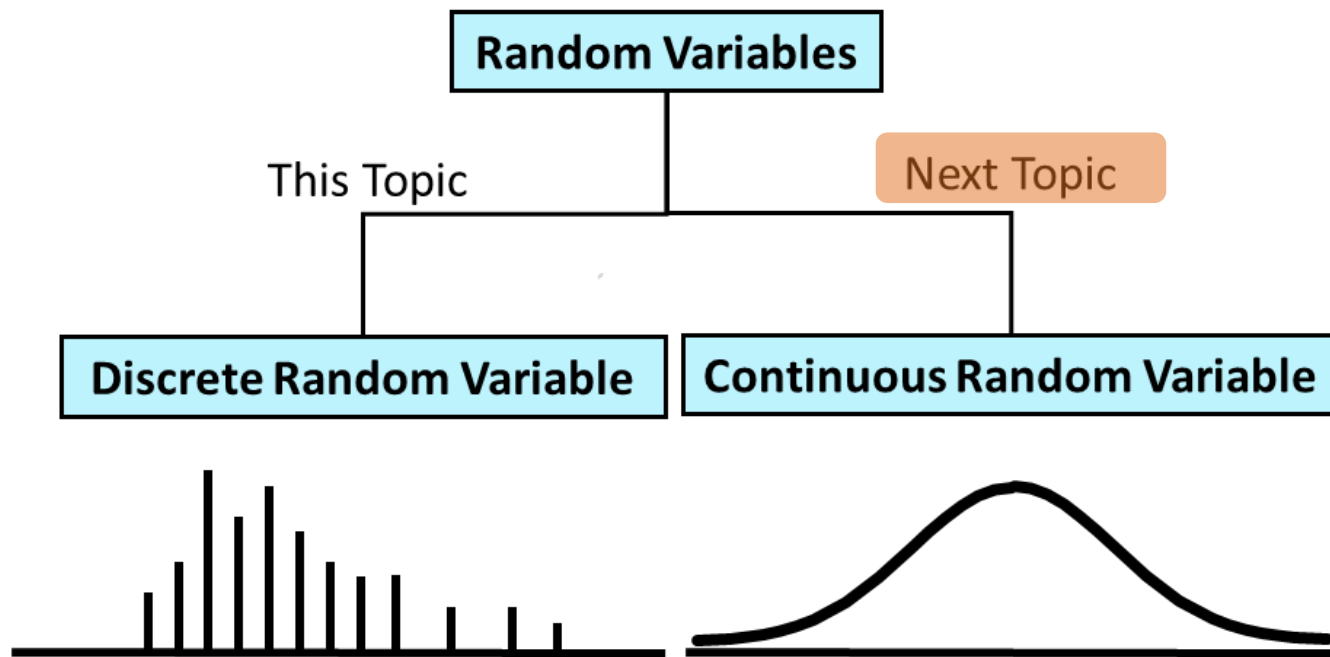 Random Variables
This Topic
Next Topic
Discrete Random Variable
Continuous Random Variable